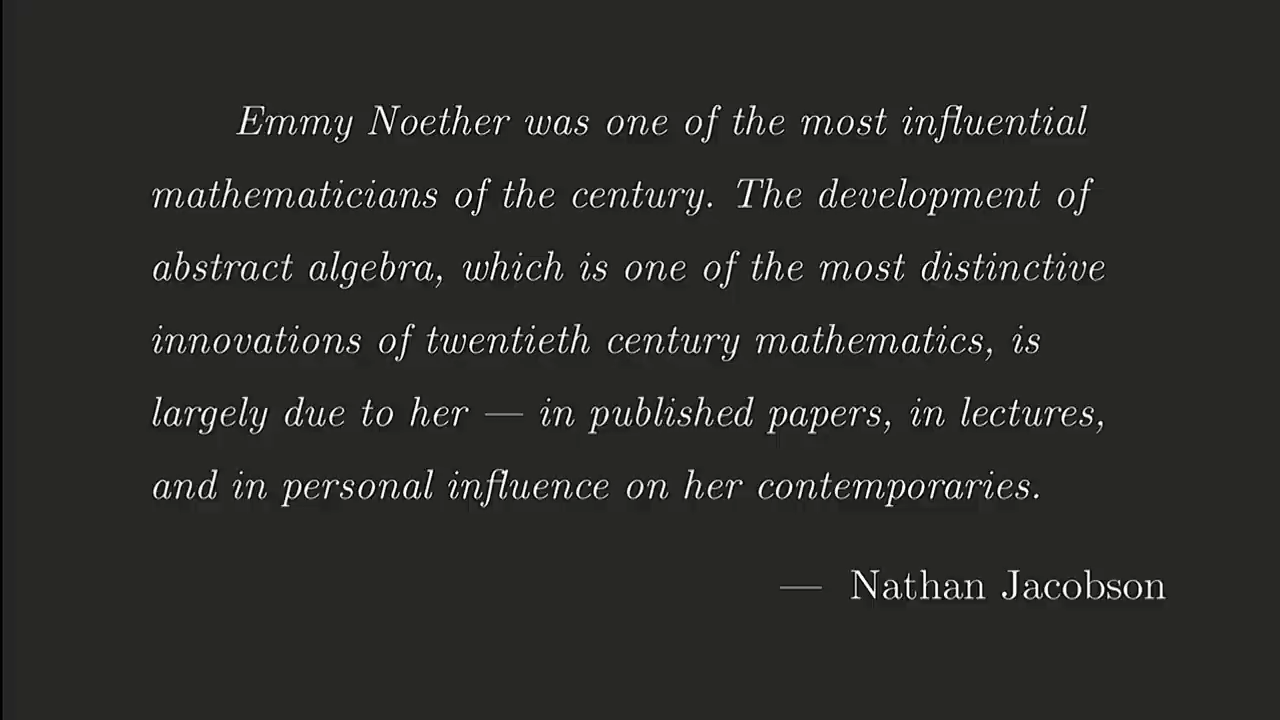 Emmy Noether was one of the most influential
mathematicians of the century. The development of
abstract algebra, which is one of the most distinctive
innovations of twentieth century mathematics, is
largely due to her — in published papers, in lectures,
and in personal influence on her contemporaries.
— Nathan Jacobson